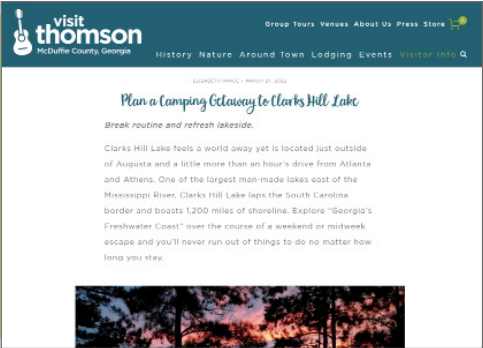 visit
thomson
McDuffie County, Georgia
Group Tours Venues About Us Press Store
History Nature Around Town Lodging Events Visitor Info
Plan a Camping Getaway to Clarks Hill Lake
Break routine and refresh lakeside.
Clarks Hill Lake feels a world away yet is located just outside
of Augusta and a little more than an hour's drive from Atlanta
and Athens. One of the largest man-made lakes east of the
Mississippi River, Clarks Hill Lake laps the South Carolina
border and boasts 1,200 miles of shoreline. Explore "Georgia's
Freshwater Coast" over the course of a weekend or midweek
escape and you'll never run out of things to do no matter how
long you stay.